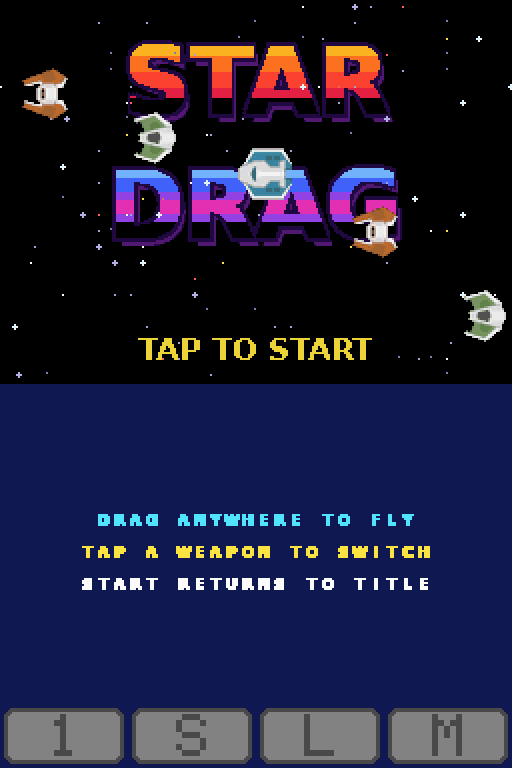 STAR
DRAG
TAP TO START
DRAG ANYWHERE TO FLY
TAP A WEAPON TO SWITCH
START RETURNS TO TITLE
1 S L M